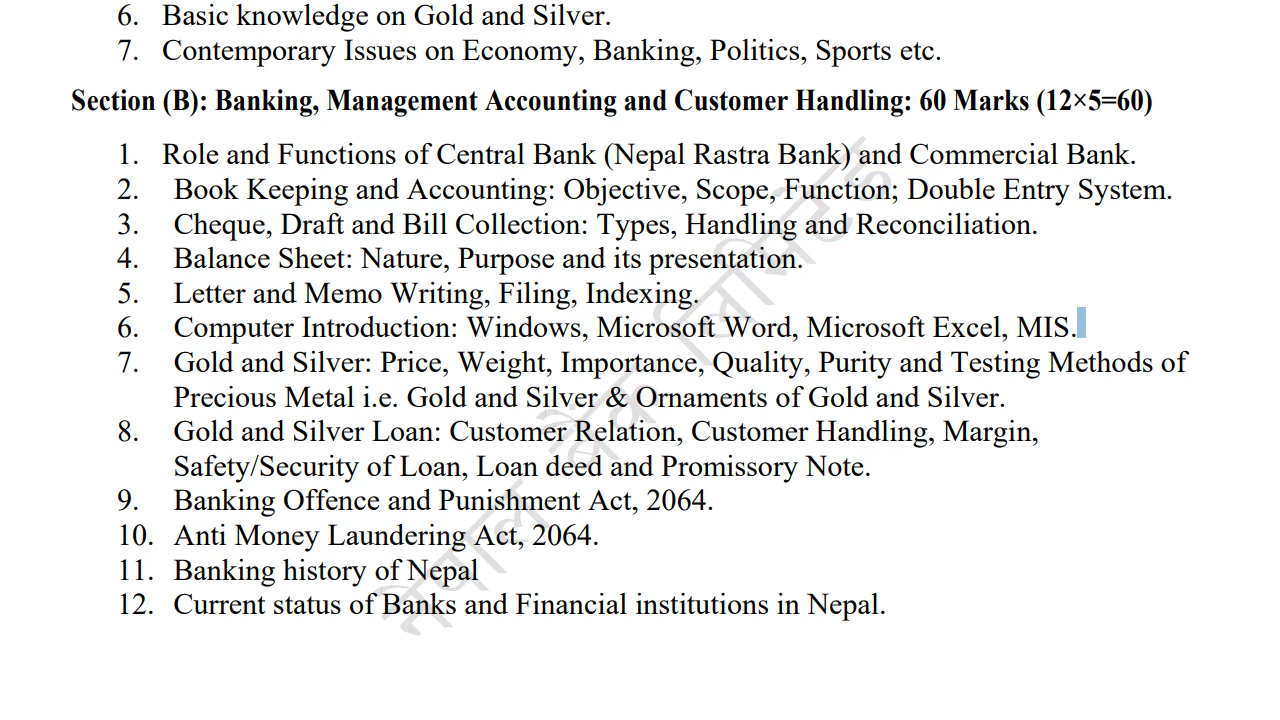 6. Basic knowledge on Gold and Silver.
7. Contemporary Issues on Economy, Banking, Politics, Sports etc.
Section (B): Banking, Management Accounting and Customer Handling: 60 Marks (12×5=60)
1. Role and Functions of Central Bank (Nepal Rastra Bank) and Commercial Bank.
2. Book Keeping and Accounting: Objective, Scope, Function; Double Entry System.
3. Cheque, Draft and Bill Collection: Types, Handling and Reconciliation.
4. Balance Sheet: Nature, Purpose and its presentation.
5. Letter and Memo Writing, Filing, Indexing.
6. Computer Introduction: Windows, Microsoft Word, Microsoft Excel, MIS.
7. Gold and Silver: Price, Weight, Importance, Quality, Purity and Testing Methods of
Precious Metal i.e. Gold and Silver & Ornaments of Gold and Silver.
8. Gold and Silver Loan: Customer Relation, Customer Handling, Margin,
Safety/Security of Loan, Loan deed and Promissory Note.
9. Banking Offence and Punishment Act, 2064.
10. Anti Money Laundering Act, 2064.
11. Banking history of Nepal
12. Current status of Banks and Financial institutions in Nepal.
नेपाल बैंक लिमिटेड